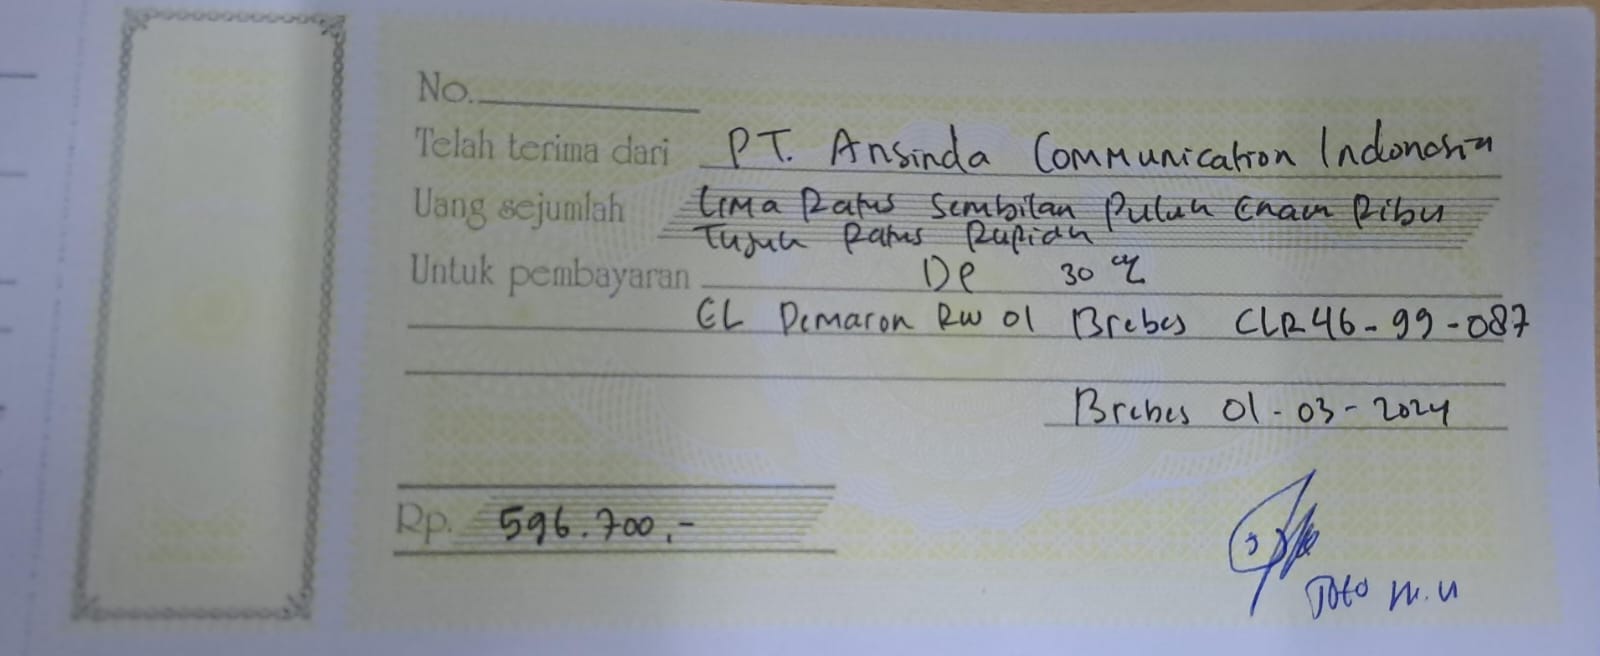 No.
Telah terima dari PT. Ansinda Communication Indonesia
Uang sejumlah Lima Ratus Sembilan Puluh Enam Ribu
Tujuh Ratus Rupiah
Untuk pembayaran DP 30 %
CL Pemaron RW 01 Brebes CLR46-99-087
Brebes 01-03-2024
Rp. 596.700,-
Toto M.U